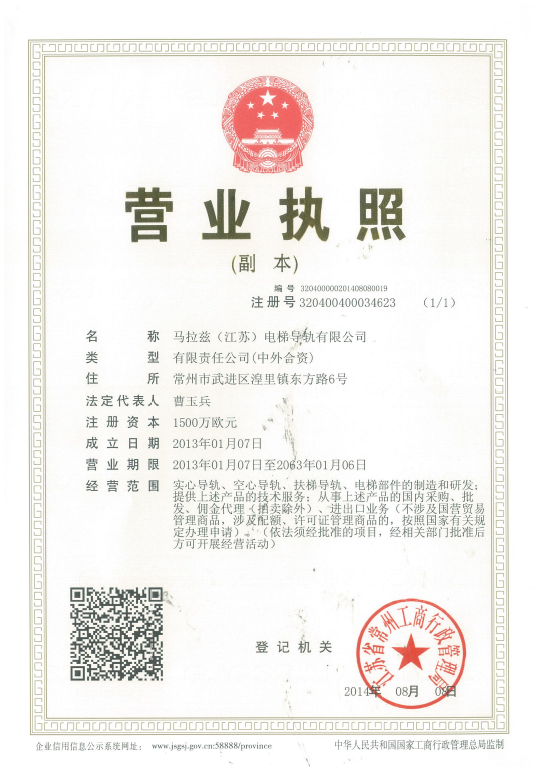 营业执照
(副 本)
编 号 320400000201408080019
注册号 320400400034623 （1/1）
名 称 马拉兹（江苏）电梯导轨有限公司
类 型 有限责任公司(中外合资)
住 所 常州市武进区湟里镇东方路6号
法定代表人 曹玉兵
注册资本 1500万欧元
成立日期 2013年01月07日
营业期限 2013年01月07日至2063年01月06日
经营范围 实心导轨、空心导轨、扶梯导轨、电梯部件的制造和研发；
提供上述产品的技术服务；从事上述产品的国内采购、批
发、佣金代理（拍卖除外）、进出口业务（不涉及国营贸易
管理商品，涉及配额、许可证管理商品的，按照国家有关规
定办理申请）。（依法须经批准的项目，经相关部门批准后
方可开展经营活动）
登记机关
江苏省常州工商行政管理局
2014年 08月 08日
企业信用信息公示系统网址： www.jsgsj.gov.cn:58888/province
中华人民共和国国家工商行政管理总局监制